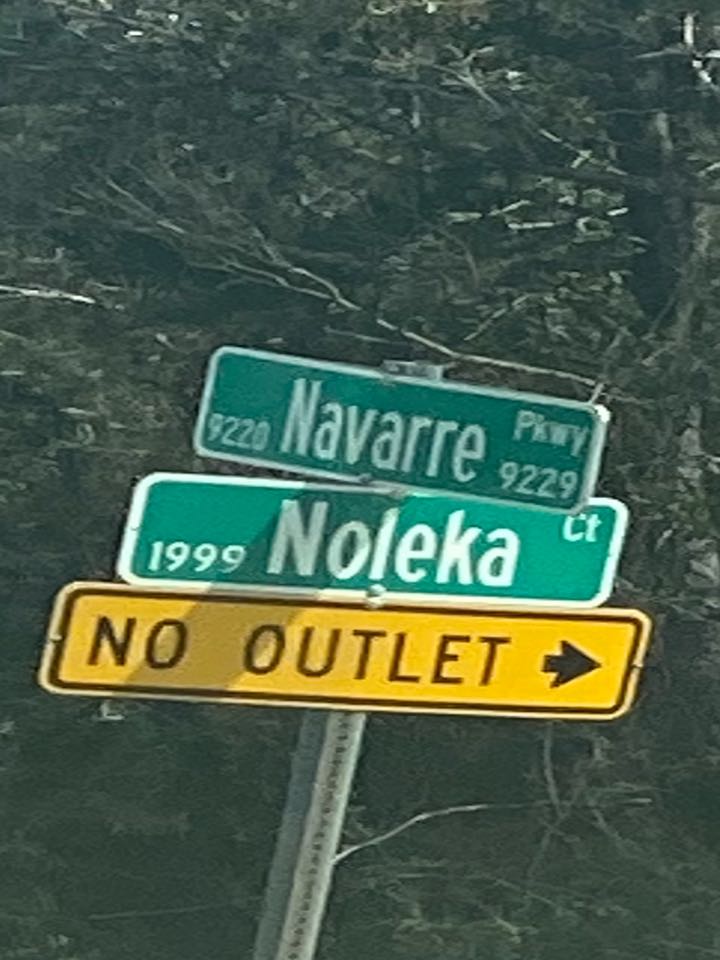 Navarre Pkwy
9220 9229
Noleka Ct
1999
NO OUTLET →